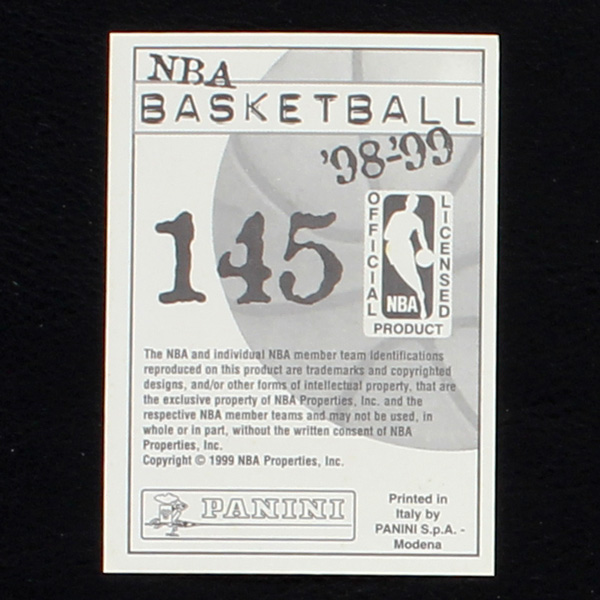 NBA
BASKETBALL
'98-'99
145
OFFICIAL
LICENSED
NBA
PRODUCT
The NBA and individual NBA member team identifications
reproduced on this product are trademarks and copyrighted
designs, and/or other forms of intellectual property, that are
the exclusive property of NBA Properties, Inc. and the
respective NBA member teams and may not be used, in
whole or in part, without the written consent of NBA
Properties, Inc.
Copyright © 1999 NBA Properties, Inc.
PANINI
Printed in
Italy by
PANINI S.p.A. -
Modena